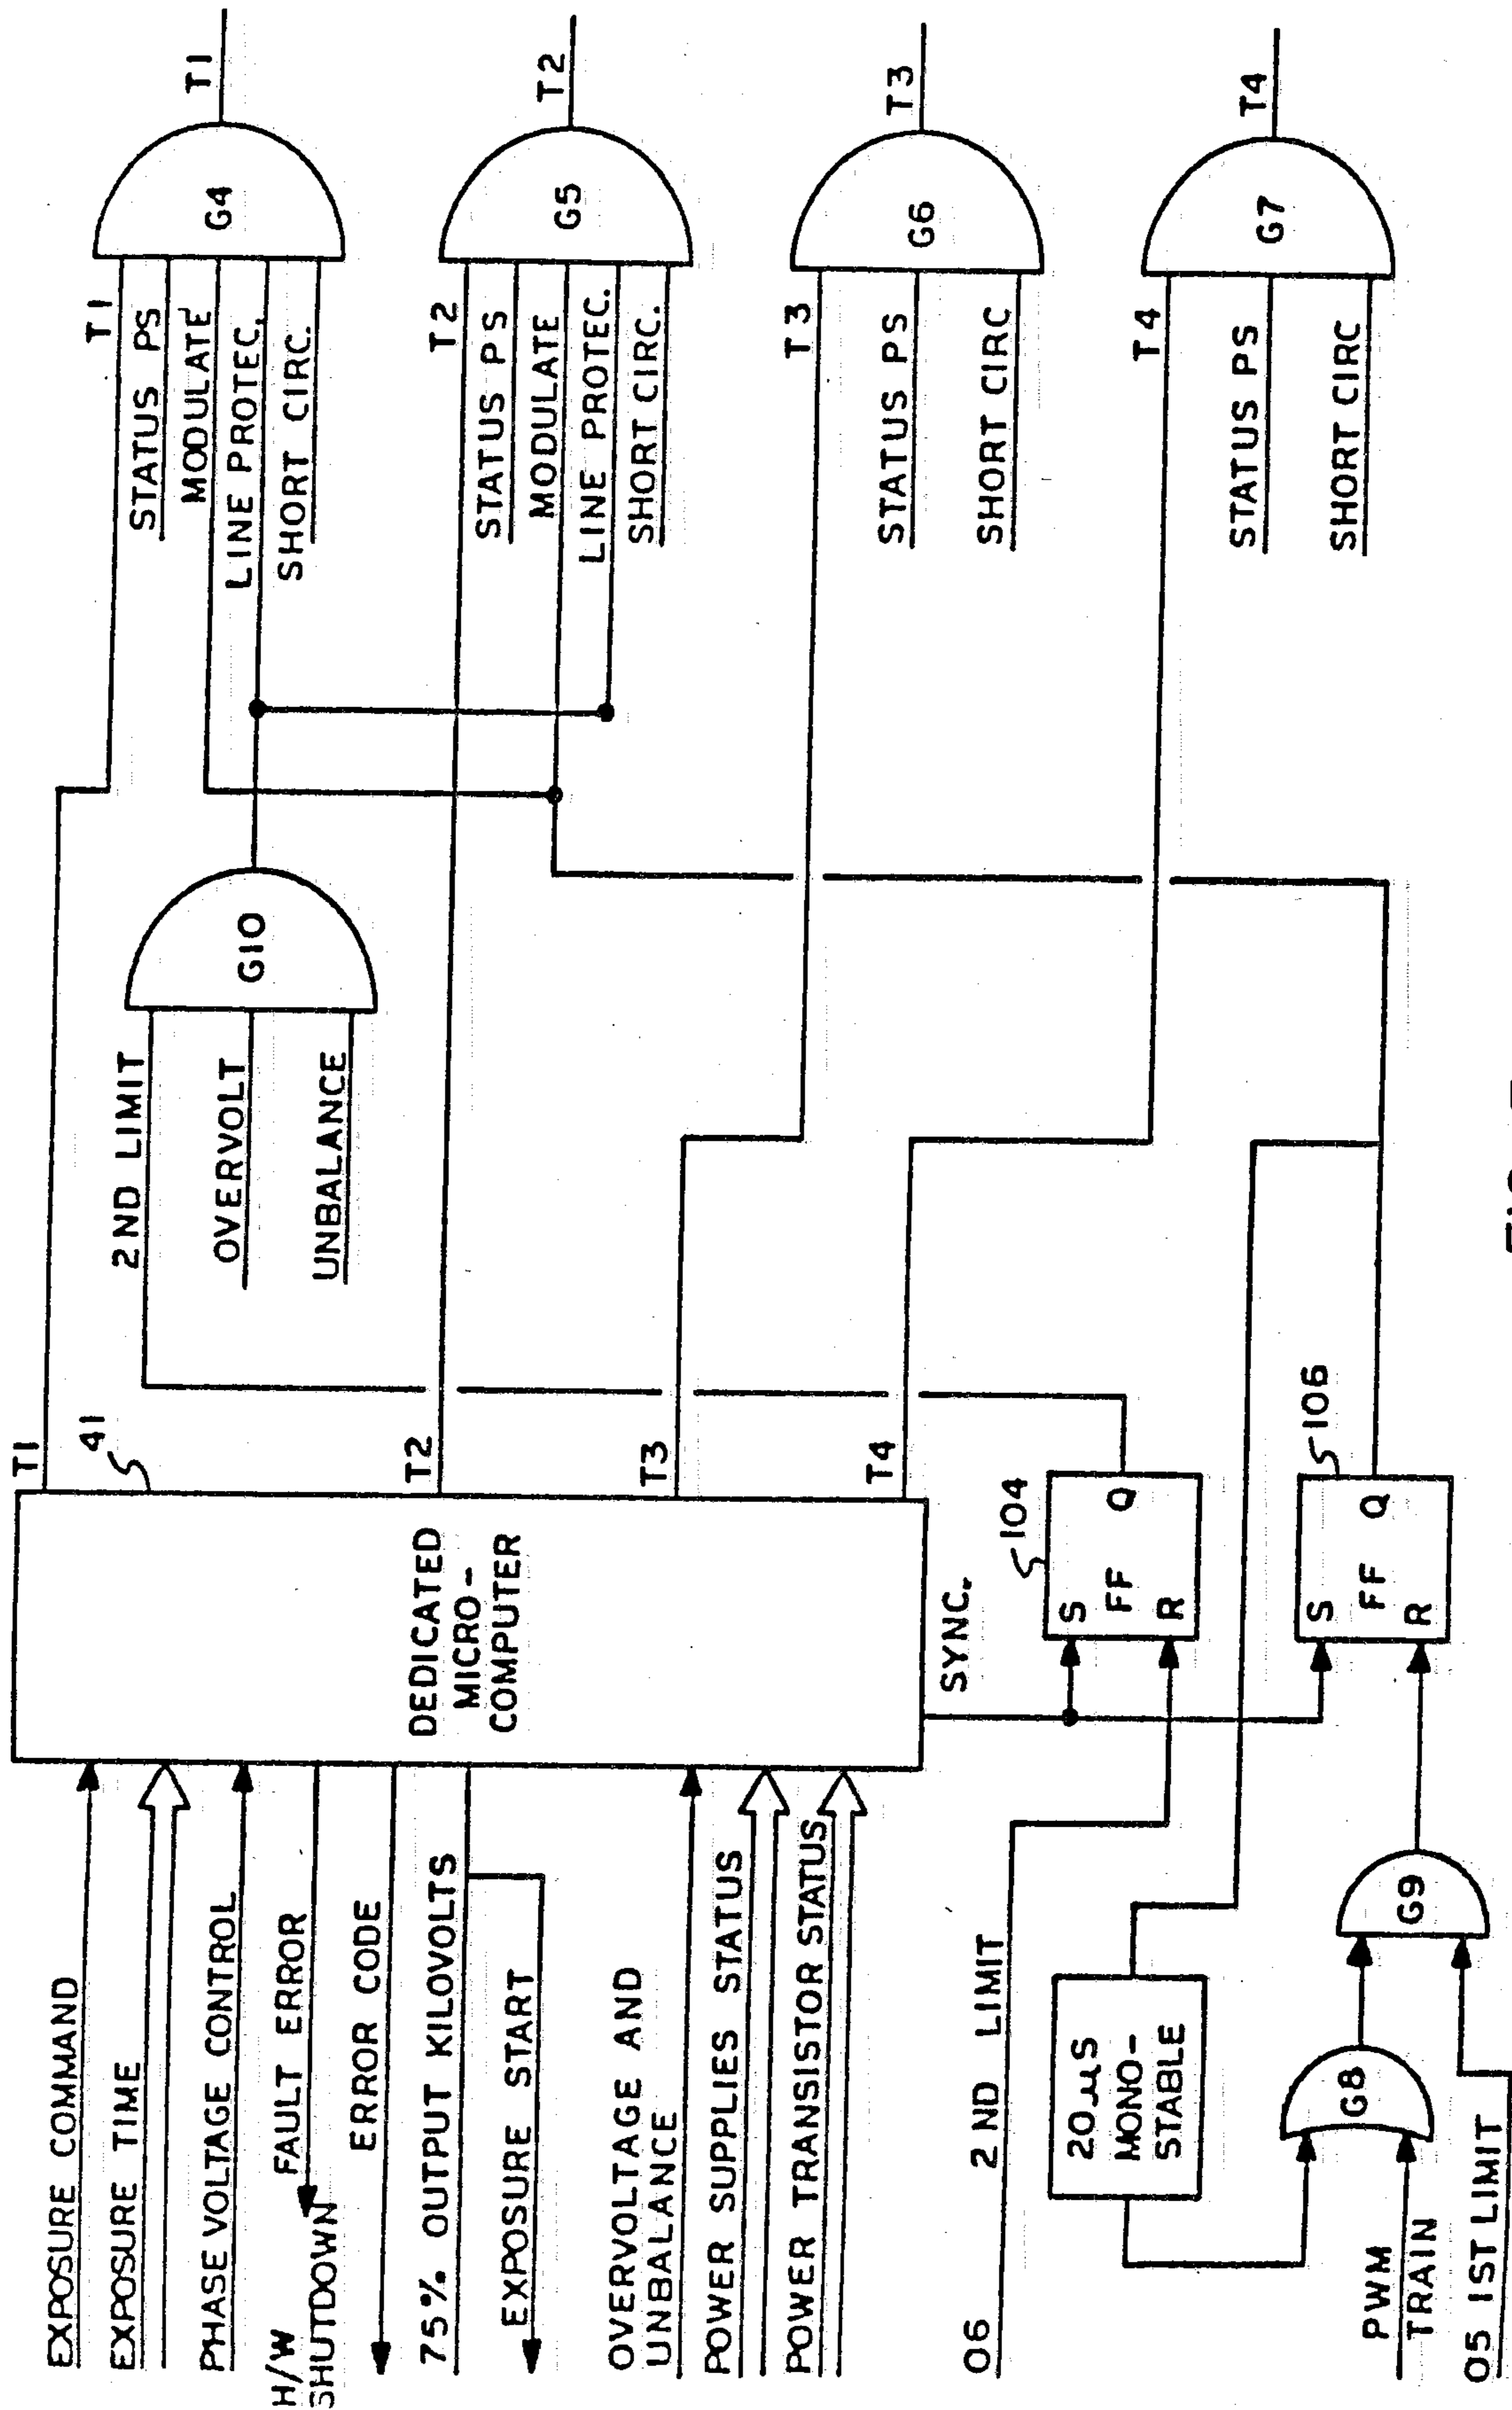 EXPOSURE COMMAND
EXPOSURE TIME
PHASE VOLTAGE CONTROL
H/W
SHUTDOWN
FAULT ERROR
ERROR CODE
75% OUTPUT KILOVOLTS
EXPOSURE START
OVERVOLTAGE AND
UNBALANCE
POWER SUPPLIES STATUS
POWER TRANSISTOR STATUS
DEDICATED
MICRO-
COMPUTER
41
T1
T2
T3
T4
SYNC.
2ND LIMIT
OVERVOLT
UNBALANCE
G10
T1
STATUS PS
MODULATE
LINE PROTEC.
SHORT CIRC.
G4
T1
T2
STATUS PS
MODULATE
LINE PROTEC.
SHORT CIRC.
G5
T2
T3
STATUS PS
SHORT CIRC
G6
T3
T4
STATUS PS
SHORT CIRC
G7
T4
06 2ND LIMIT
104
S
FF Q
R
20µS
MONO-
STABLE
106
S
FF Q
R
PWM
TRAIN
G8
G9
05 1ST LIMIT